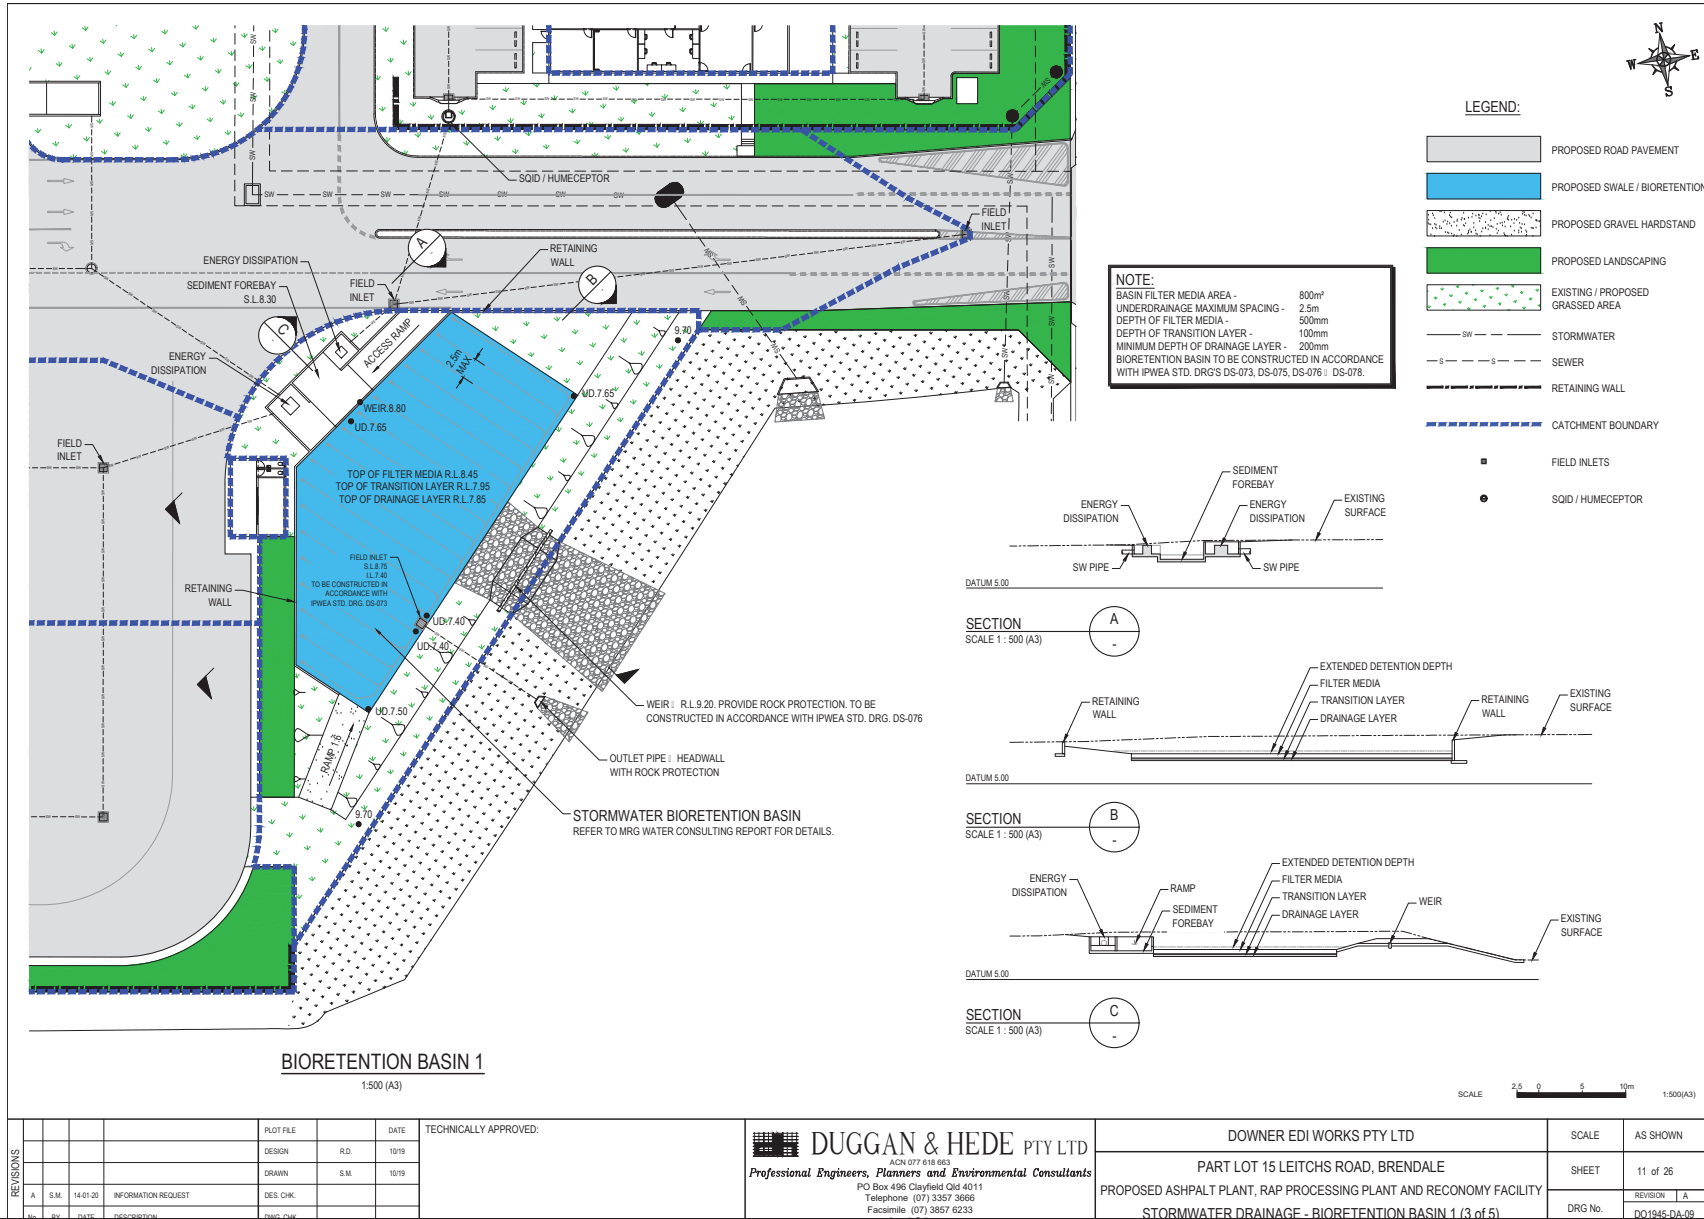 N
W
E
S
LEGEND:
PROPOSED ROAD PAVEMENT
PROPOSED SWALE / BIORETENTION
PROPOSED GRAVEL HARDSTAND
PROPOSED LANDSCAPING
EXISTING / PROPOSED
GRASSED AREA
SW
STORMWATER
S
S
SEWER
RETAINING WALL
CATCHMENT BOUNDARY
FIELD INLETS
SQID / HUMECEPTOR
NOTE:
BASIN FILTER MEDIA AREA - 800m²
UNDERDRAINAGE MAXIMUM SPACING - 2.5m
DEPTH OF FILTER MEDIA - 500mm
DEPTH OF TRANSITION LAYER - 100mm
MINIMUM DEPTH OF DRAINAGE LAYER - 200mm
BIORETENTION BASIN TO BE CONSTRUCTED IN ACCORDANCE
WITH IPWEA STD. DRG'S DS-073, DS-075, DS-076 DS-078.
SQID / HUMECEPTOR
FIELD
INLET
RETAINING
WALL
A
B
C
ENERGY DISSIPATION
SEDIMENT FOREBAY
S.L.8.30
FIELD
INLET
ACCESS RAMP
ENERGY
DISSIPATION
2.5m
MAX
9.70
UD.7.65
WEIR.8.80
UD.7.65
FIELD
INLET
TOP OF FILTER MEDIA R.L.8.45
TOP OF TRANSITION LAYER R.L.7.95
TOP OF DRAINAGE LAYER R.L.7.85
FIELD INLET
S.L.8.75
I.L.7.40
TO BE CONSTRUCTED IN
ACCORDANCE WITH
IPWEA STD. DRG. DS-073
RETAINING
WALL
UD.7.40
UD.7.40
UD.7.50
RAMP 1:6
9.70
WEIR R.L.9.20. PROVIDE ROCK PROTECTION. TO BE
CONSTRUCTED IN ACCORDANCE WITH IPWEA STD. DRG. DS-076
OUTLET PIPE HEADWALL
WITH ROCK PROTECTION
STORMWATER BIORETENTION BASIN
REFER TO MRG WATER CONSULTING REPORT FOR DETAILS.
BIORETENTION BASIN 1
1:500 (A3)
SEDIMENT
FOREBAY
ENERGY
DISSIPATION
ENERGY
DISSIPATION
EXISTING
SURFACE
SW PIPE
SW PIPE
DATUM 5.00
SECTION
SCALE 1 : 500 (A3)
A
-
EXTENDED DETENTION DEPTH
FILTER MEDIA
TRANSITION LAYER
DRAINAGE LAYER
RETAINING
WALL
RETAINING
WALL
EXISTING
SURFACE
DATUM 5.00
SECTION
SCALE 1 : 500 (A3)
B
-
EXTENDED DETENTION DEPTH
FILTER MEDIA
TRANSITION LAYER
DRAINAGE LAYER
ENERGY
DISSIPATION
RAMP
SEDIMENT
FOREBAY
WEIR
EXISTING
SURFACE
DATUM 5.00
SECTION
SCALE 1 : 500 (A3)
C
-
SCALE 2.5 0 5 10m 1:500(A3)
REVISIONS
A S.M. 14-01-20 INFORMATION REQUEST
No. BY DATE DESCRIPTION
PLOT FILE DATE
DESIGN R.D. 10/19
DRAWN S.M. 10/19
DES. CHK.
DWG. CHK.
TECHNICALLY APPROVED:
DUGGAN & HEDE PTY LTD
ACN 077 618 663
Professional Engineers, Planners and Environmental Consultants
PO Box 496 Clayfield Qld 4011
Telephone (07) 3357 3666
Facsimile (07) 3857 6233
DOWNER EDI WORKS PTY LTD
PART LOT 15 LEITCHS ROAD, BRENDALE
PROPOSED ASHPALT PLANT, RAP PROCESSING PLANT AND RECONOMY FACILITY
STORMWATER DRAINAGE - BIORETENTION BASIN 1 (3 of 5)
SCALE AS SHOWN
SHEET 11 of 26
REVISION A
DRG No. DO1945-DA-09